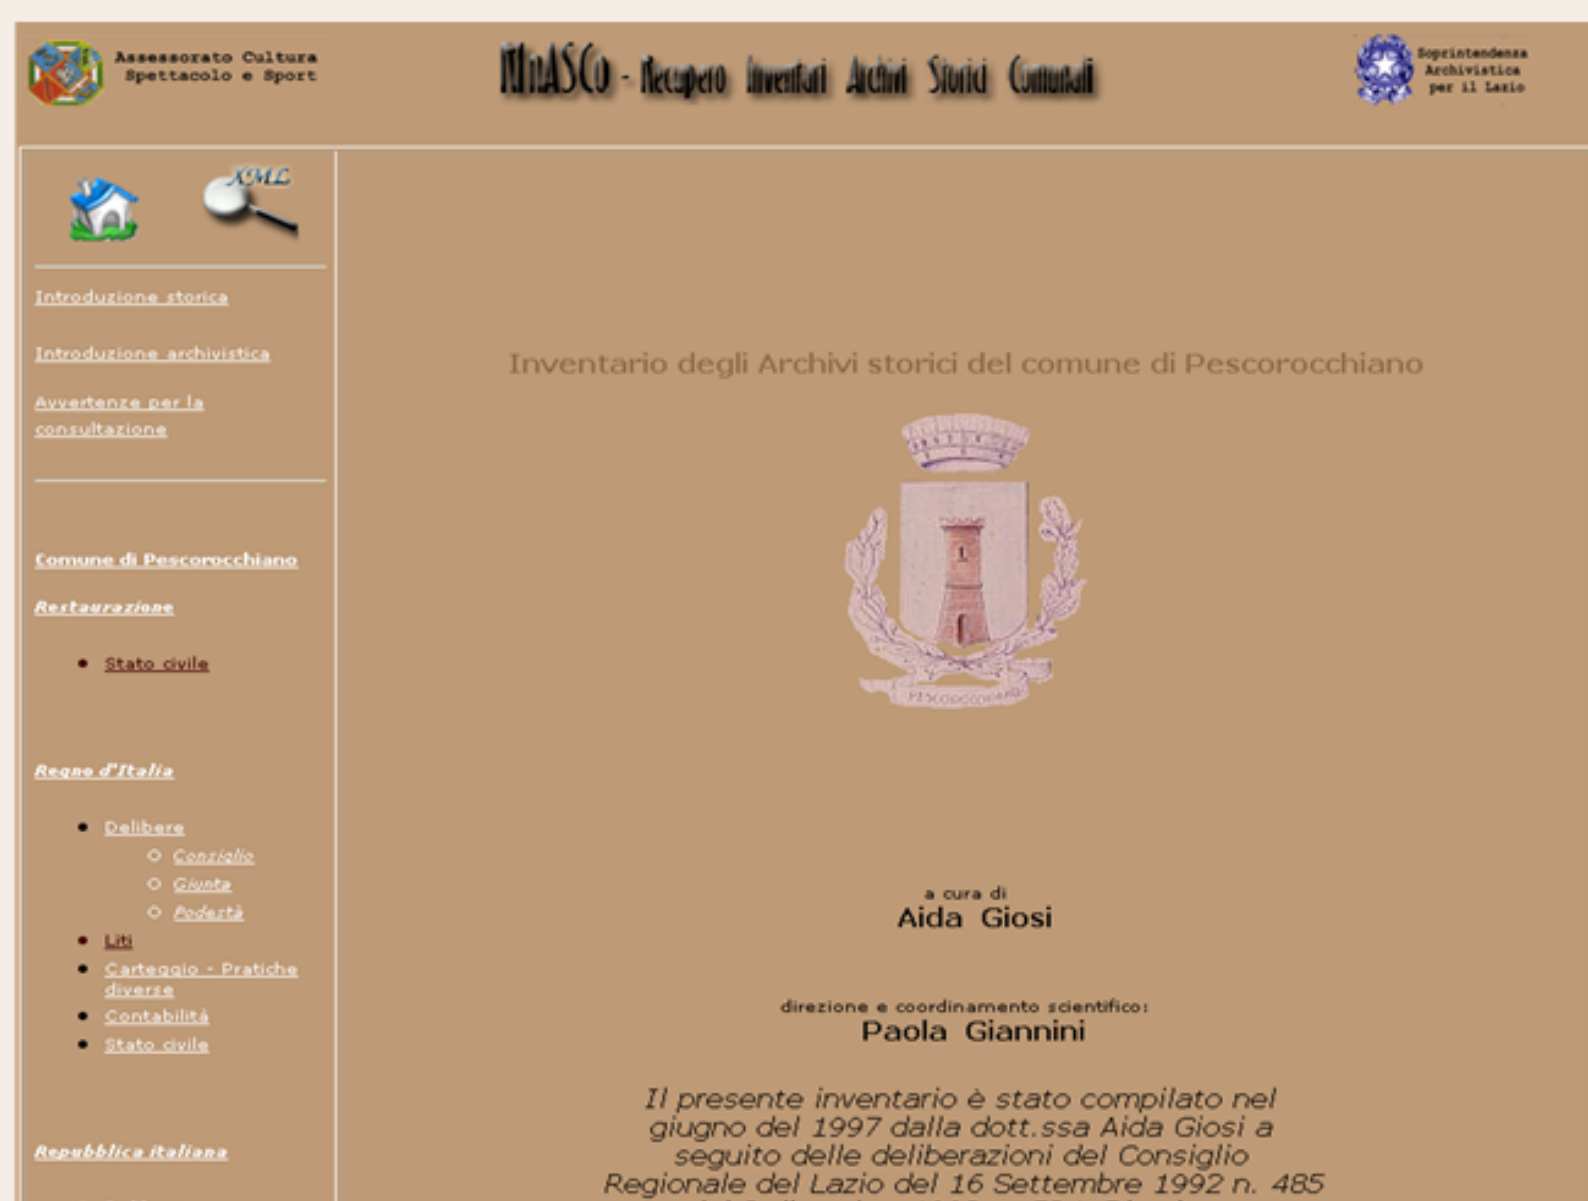 Assessorato Cultura
Spettacolo e Sport
RInASCo - Recupero Inventari Archivi Storici Comunali
Soprintendenza
Archivistica
per il Lazio
XML
Introduzione storica
Introduzione archivistica
Avvertenze per la
consultazione
Comune di Pescorocchiano
Restaurazione
Stato civile
Regno d'Italia
Delibere
Consiglio
Giunta
Podestà
Liti
Carteggio - Pratiche
diverse
Contabilità
Stato civile
Repubblica italiana
Inventario degli Archivi storici del comune di Pescorocchiano
a cura di
Aida Giosi
direzione e coordinamento scientifico:
Paola Giannini
Il presente inventario è stato compilato nel
giugno del 1997 dalla dott.ssa Aida Giosi a
seguito delle deliberazioni del Consiglio
Regionale del Lazio del 16 Settembre 1992 n. 485